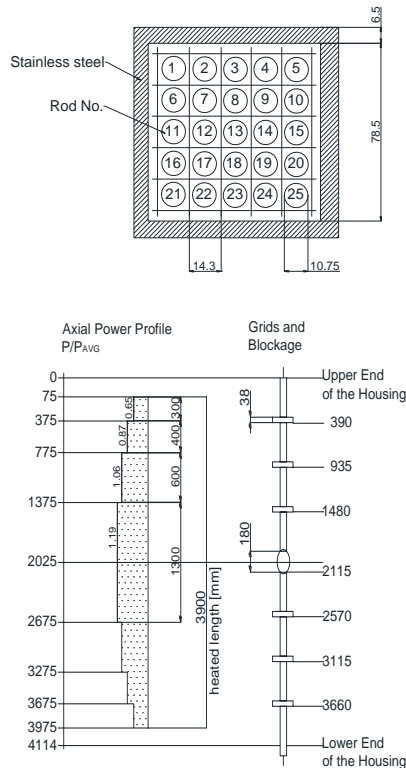 6.5
Stainless steel
1 2 3 4 5
Rod No.
6 7 8 9 10
11 12 13 14 15
78.5
16 17 18 19 20
21 22 23 24 25
14.3
10.75
Axial Power Profile
P/PAVG
Grids and
Blockage
0
Upper End
of the Housing
75
0.65
300
38
375
390
0.87
400
775
935
1.06
600
1375
1480
1.19
180
2025
1300
2115
3900
heated length [mm]
2570
2675
3115
3275
3660
3675
3975
4114
Lower End
of the Housing